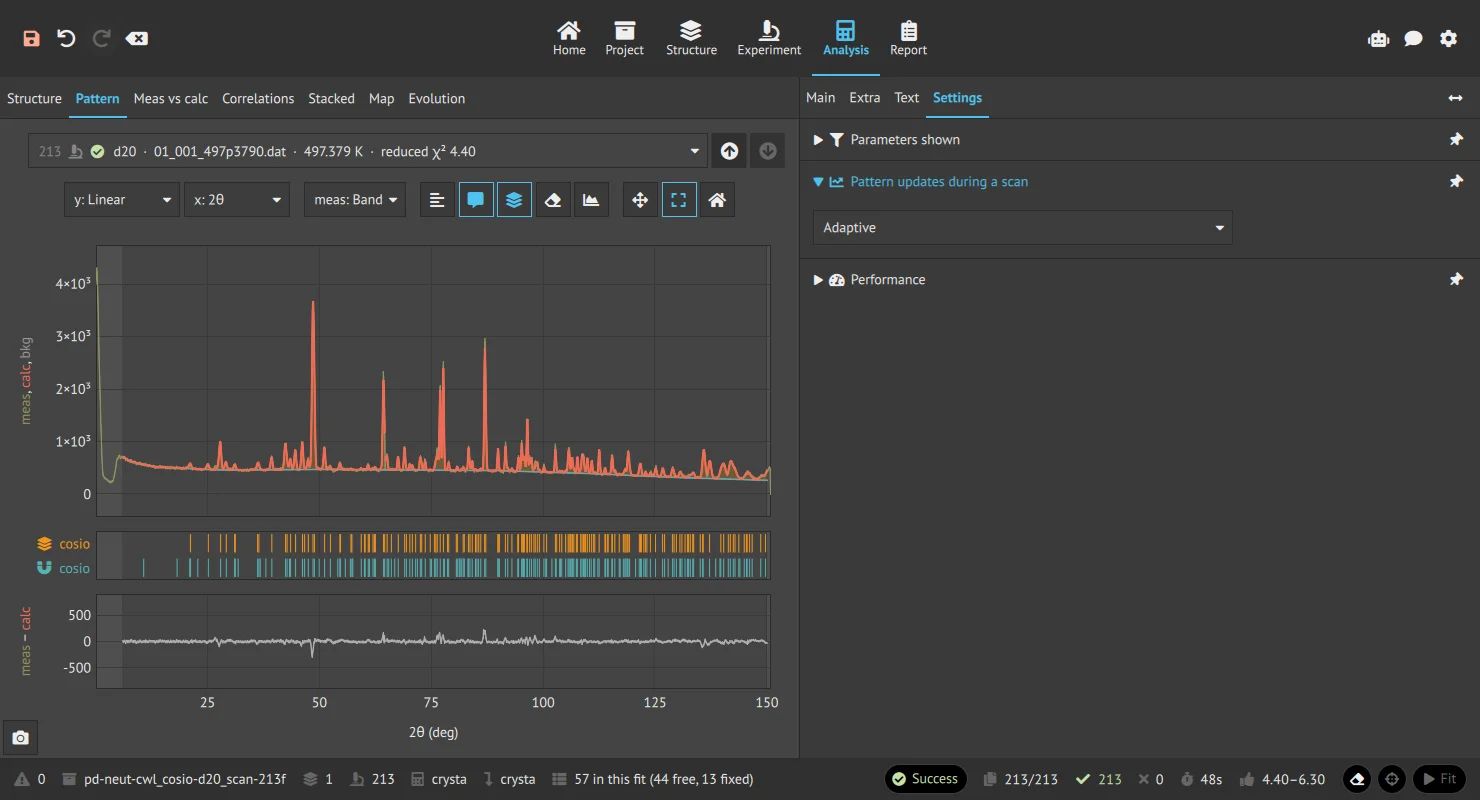 Home Project Structure Experiment Analysis Report
Structure Pattern Meas vs calc Correlations Stacked Map Evolution
Main Extra Text Settings
213 d20 · 01_001_497p3790.dat · 497.379 K · reduced χ² 4.40
Parameters shown
Pattern updates during a scan
Adaptive
Performance
y: Linear x: 2θ meas: Band
meas, calc, bkg
4×10³
3×10³
2×10³
1×10³
0
cosio
cosio
meas − calc
500
0
-500
25 50 75 100 125 150
2θ (deg)
0 pd-neut-cwl_cosio-d20_scan-213f 1 213 crysta crysta 57 in this fit (44 free, 13 fixed) Success 213/213 213 0 48s 4.40–6.30 Fit